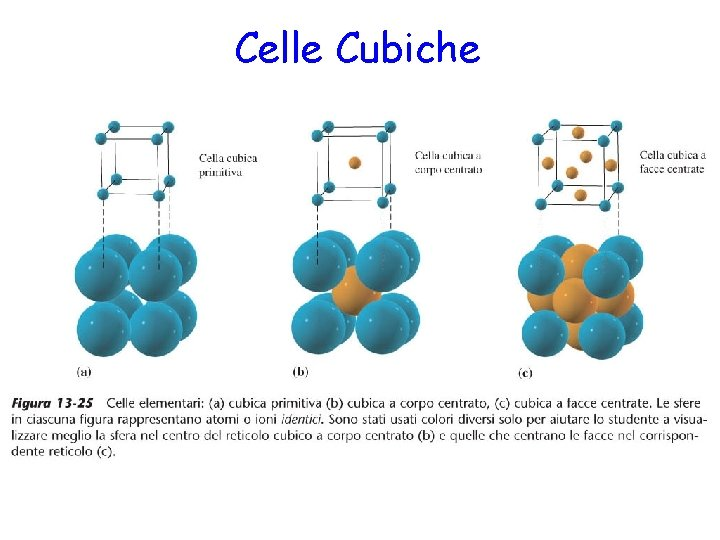 Celle Cubiche
Cella cubica
primitiva
Cella cubica a
corpo centrato
Cella cubica a
facce centrate
(a)
(b)
(c)
Figura 13-25 Celle elementari: (a) cubica primitiva (b) cubica a corpo centrato, (c) cubica a facce centrate. Le sfere
in ciascuna figura rappresentano atomi o ioni identici. Sono stati usati colori diversi solo per aiutare lo studente a visua-
lizzare meglio la sfera nel centro del reticolo cubico a corpo centrato (b) e quelle che centrano le facce nel corrispon-
dente reticolo (c).